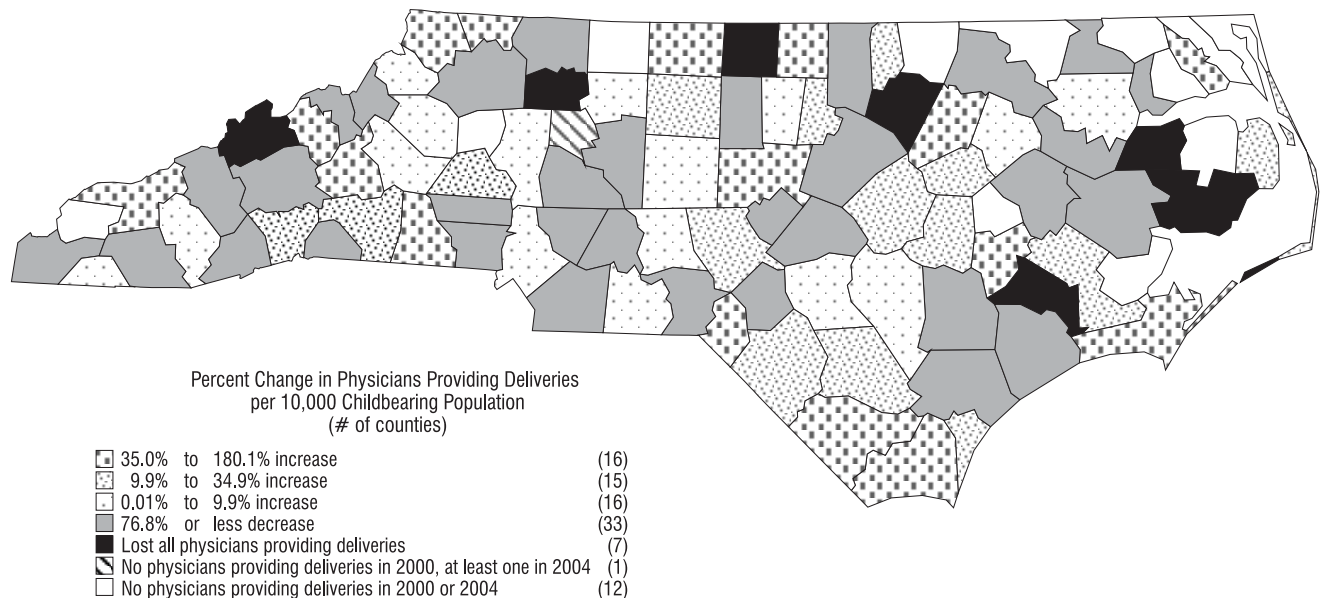 Percent Change in Physicians Providing Deliveries
per 10,000 Childbearing Population
(# of counties)
35.0% to 180.1% increase (16)
9.9% to 34.9% increase (15)
0.01% to 9.9% increase (16)
76.8% or less decrease (33)
Lost all physicians providing deliveries (7)
No physicians providing deliveries in 2000, at least one in 2004 (1)
No physicians providing deliveries in 2000 or 2004 (12)